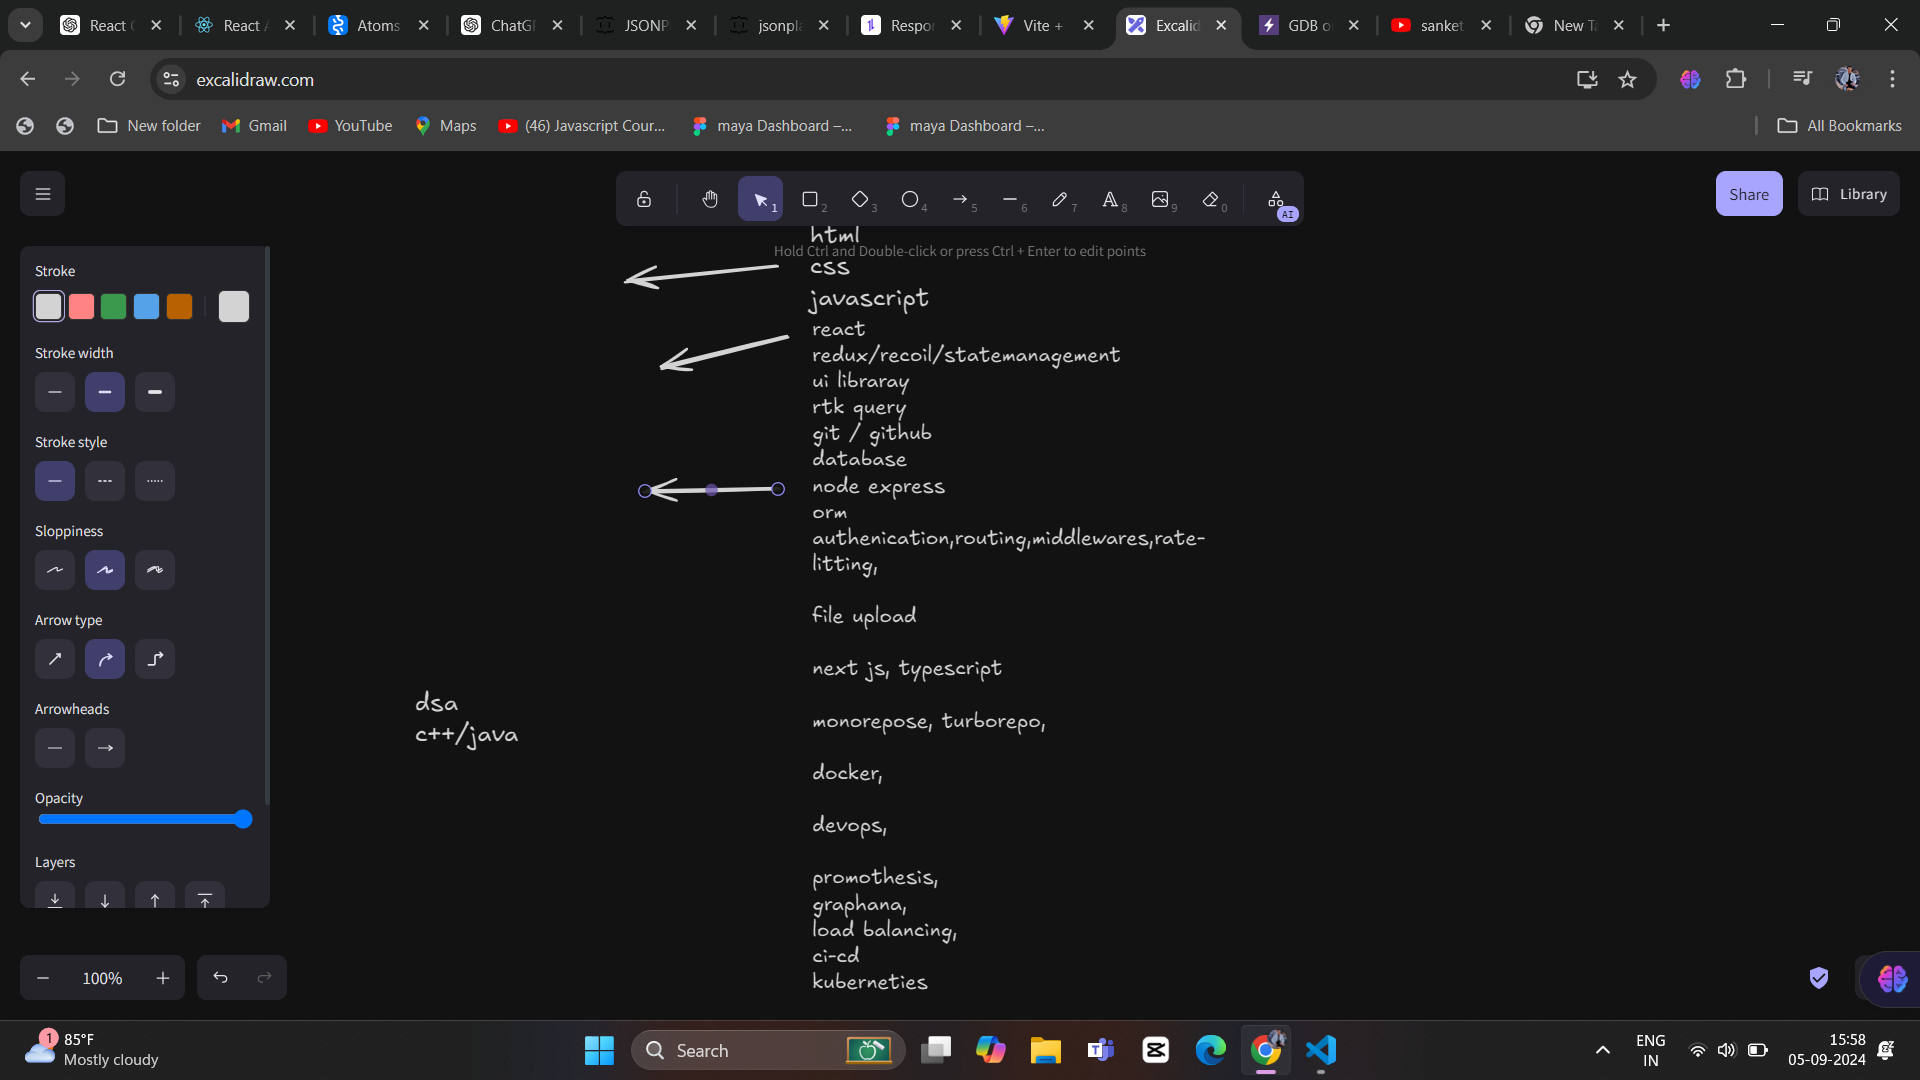 React
React
Atoms
ChatG
JSONP
jsonpl
Respo
Vite +
Excalid
GDB o
sanket
New Ta
excalidraw.com
New folder
Gmail
YouTube
Maps
(46) Javascript Cour...
maya Dashboard –...
maya Dashboard –...
All Bookmarks
1
2
3
4
5
6
7
8
9
0
AI
Share
Library
html
Hold Ctrl and Double-click or press Ctrl + Enter to edit points
css
javascript
react
redux/recoil/statemanagement
ui libraray
rtk query
git / github
database
node express
orm
authenication,routing,middlewares,rate-
litting,
file upload
next js, typescript
monorepose, turborepo,
docker,
devops,
promothesis,
graphana,
load balancing,
ci-cd
kuberneties
dsa
c++/java
Stroke
Stroke width
Stroke style
Sloppiness
Arrow type
Arrowheads
Opacity
Layers
100%
1
85°F
Mostly cloudy
Search
ENG
IN
15:58
05-09-2024